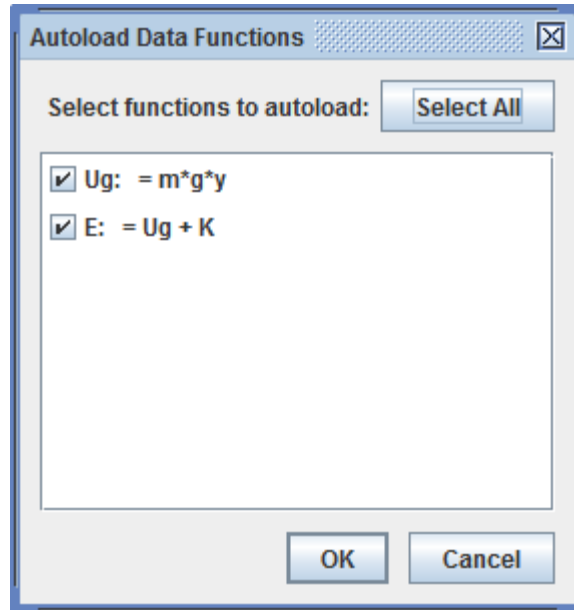 Autoload Data Functions
Select functions to autoload: Select All
Ug: = m*g*y
E: = Ug + K
OK Cancel